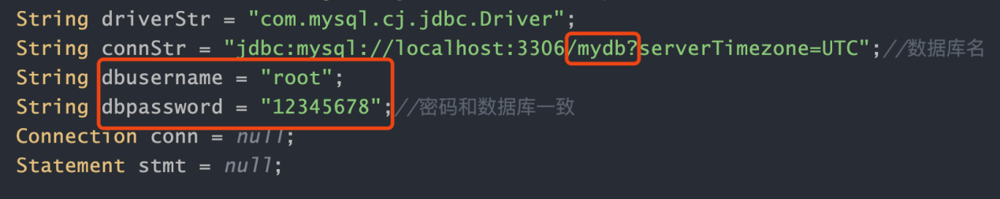 String driverStr = "com.mysql.cj.jdbc.Driver";
String connStr = "jdbc:mysql://localhost:3306/mydb?serverTimezone=UTC";//数据库名
String dbusername = "root";
String dbpassword = "12345678";//密码和数据库一致
Connection conn = null;
Statement stmt = null;